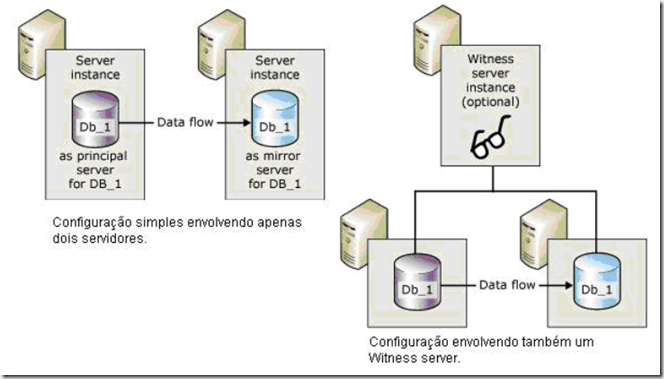 Server
instance
Db_1
as principal
server
for DB_1
Data flow
Server
instance
Db_1
as mirror
server
for DB_1
Configuração simples envolvendo apenas
dois servidores.
Witness
server
instance
(optional)
Db_1
Data flow
Db_1
Configuração envolvendo também um
Witness server.